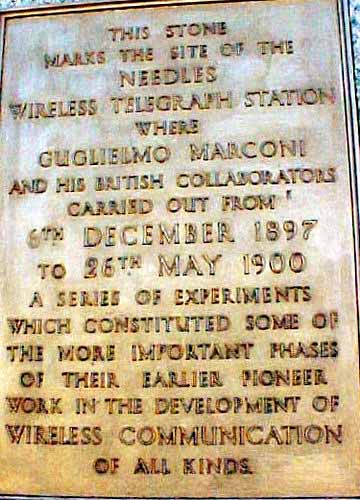 THIS STONE
MARKS THE SITE OF THE
NEEDLES
WIRELESS TELEGRAPH STATION
WHERE
GUGLIELMO MARCONI
AND HIS BRITISH COLLABORATORS
CARRIED OUT FROM
6TH DECEMBER 1897
TO 26TH MAY 1900
A SERIES OF EXPERIMENTS
WHICH CONSTITUTED SOME OF
THE MORE IMPORTANT PHASES
OF THEIR EARLIER PIONEER
WORK IN THE DEVELOPMENT OF
WIRELESS COMMUNICATION
OF ALL KINDS.